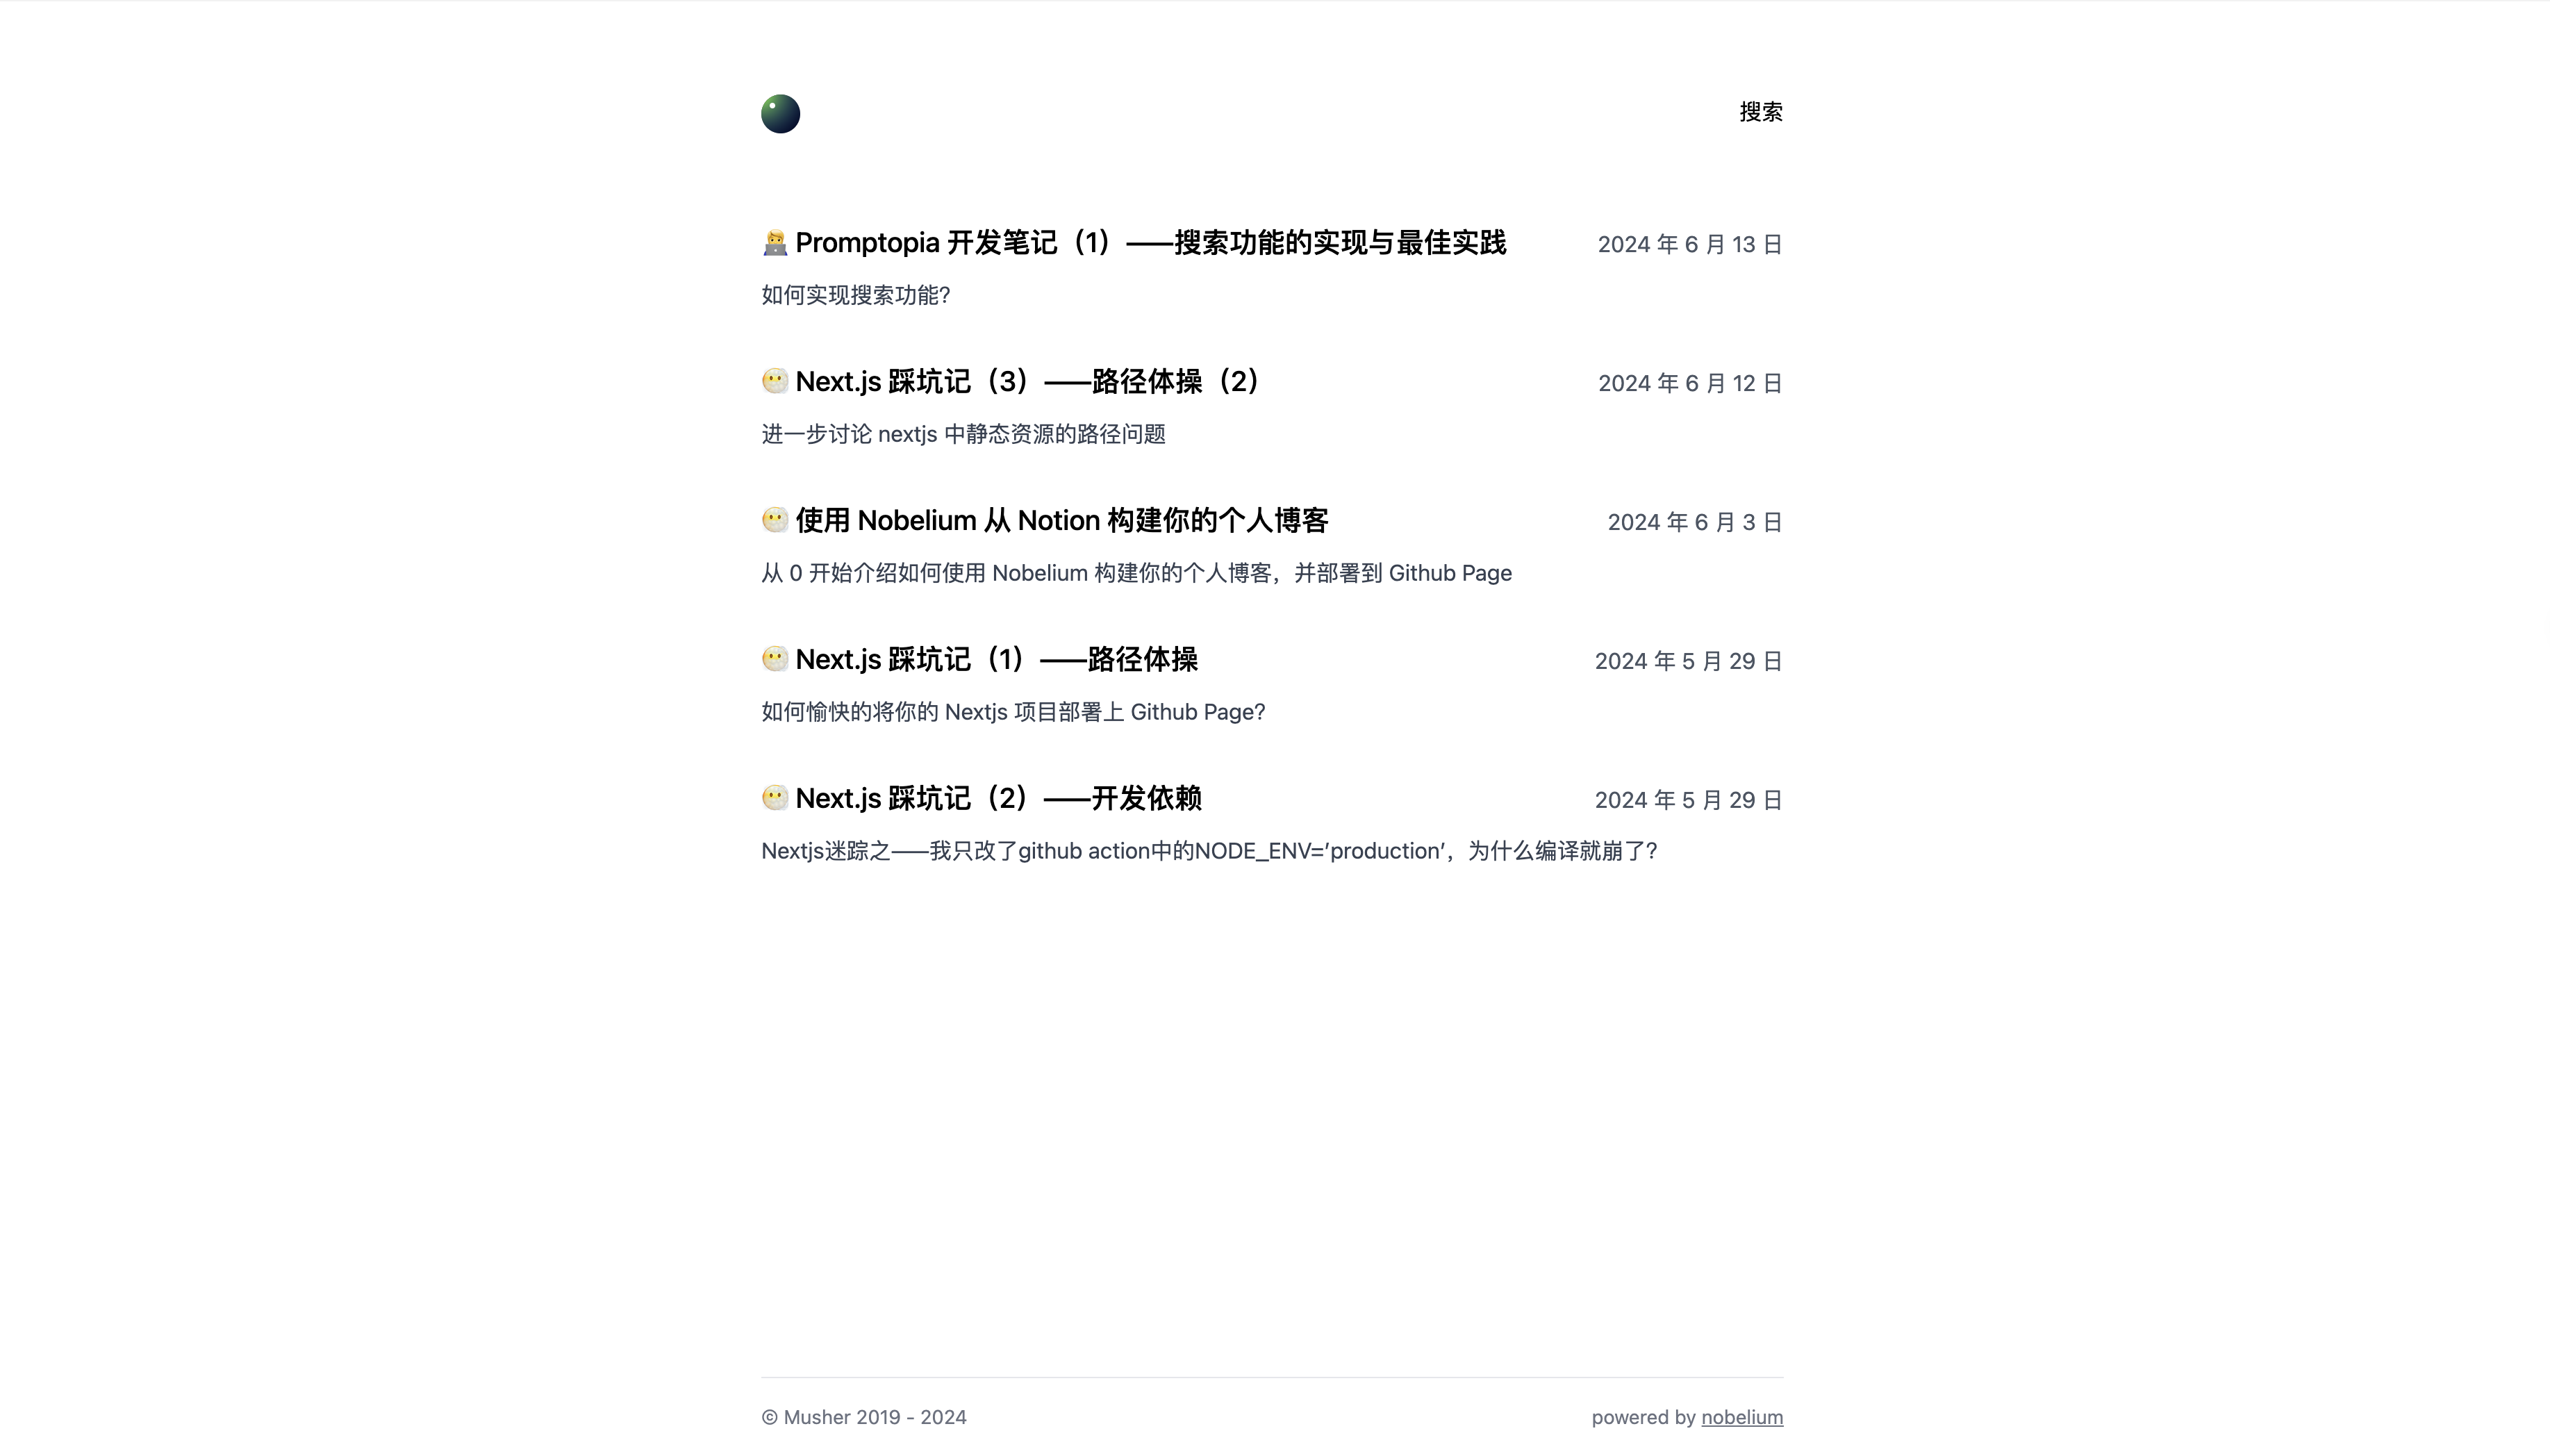 搜索
🧑‍💻 Promptopia 开发笔记（1）——搜索功能的实现与最佳实践 2024 年 6 月 13 日
如何实现搜索功能？
😶‍🌫️ Next.js 踩坑记（3）——路径体操（2） 2024 年 6 月 12 日
进一步讨论 nextjs 中静态资源的路径问题
😶‍🌫️ 使用 Nobelium 从 Notion 构建你的个人博客 2024 年 6 月 3 日
从 0 开始介绍如何使用 Nobelium 构建你的个人博客，并部署到 Github Page
😶‍🌫️ Next.js 踩坑记（1）——路径体操 2024 年 5 月 29 日
如何愉快的将你的 Nextjs 项目部署上 Github Page?
😶‍🌫️ Next.js 踩坑记（2）——开发依赖 2024 年 5 月 29 日
Nextjs迷踪之——我只改了github action中的NODE_ENV=’production’，为什么编译就崩了？
© Musher 2019 - 2024 powered by nobelium